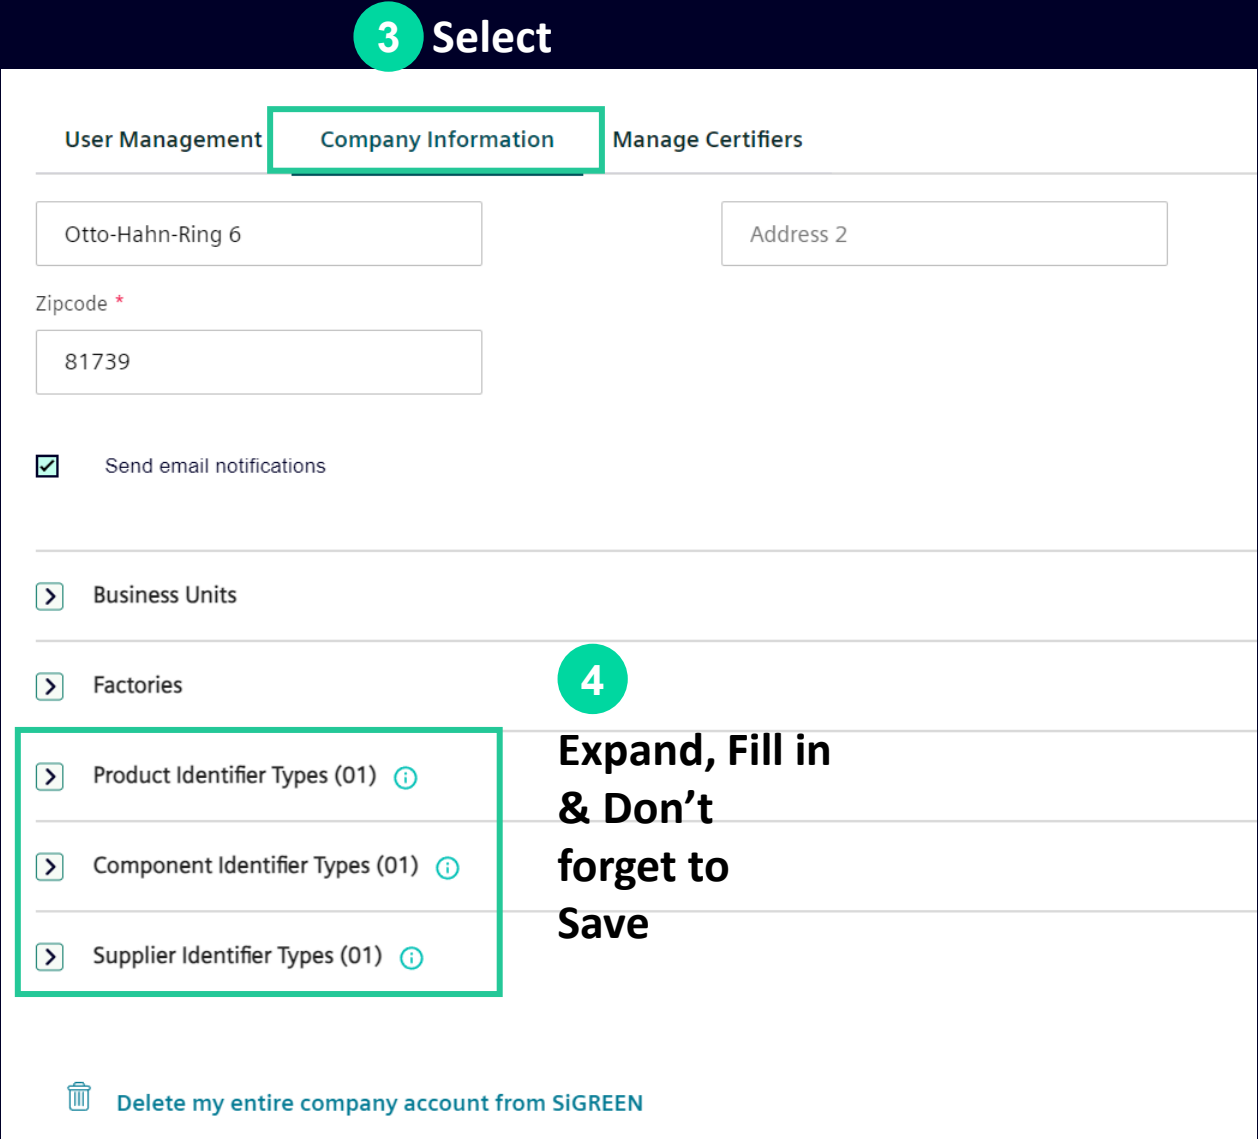 3 Select
User Management Company Information Manage Certifiers
Otto-Hahn-Ring 6 Address 2
Zipcode *
81739
Send email notifications
Business Units
Factories
4
Expand, Fill in
& Don’t
forget to
Save
Product Identifier Types (01)
Component Identifier Types (01)
Supplier Identifier Types (01)
Delete my entire company account from SiGREEN